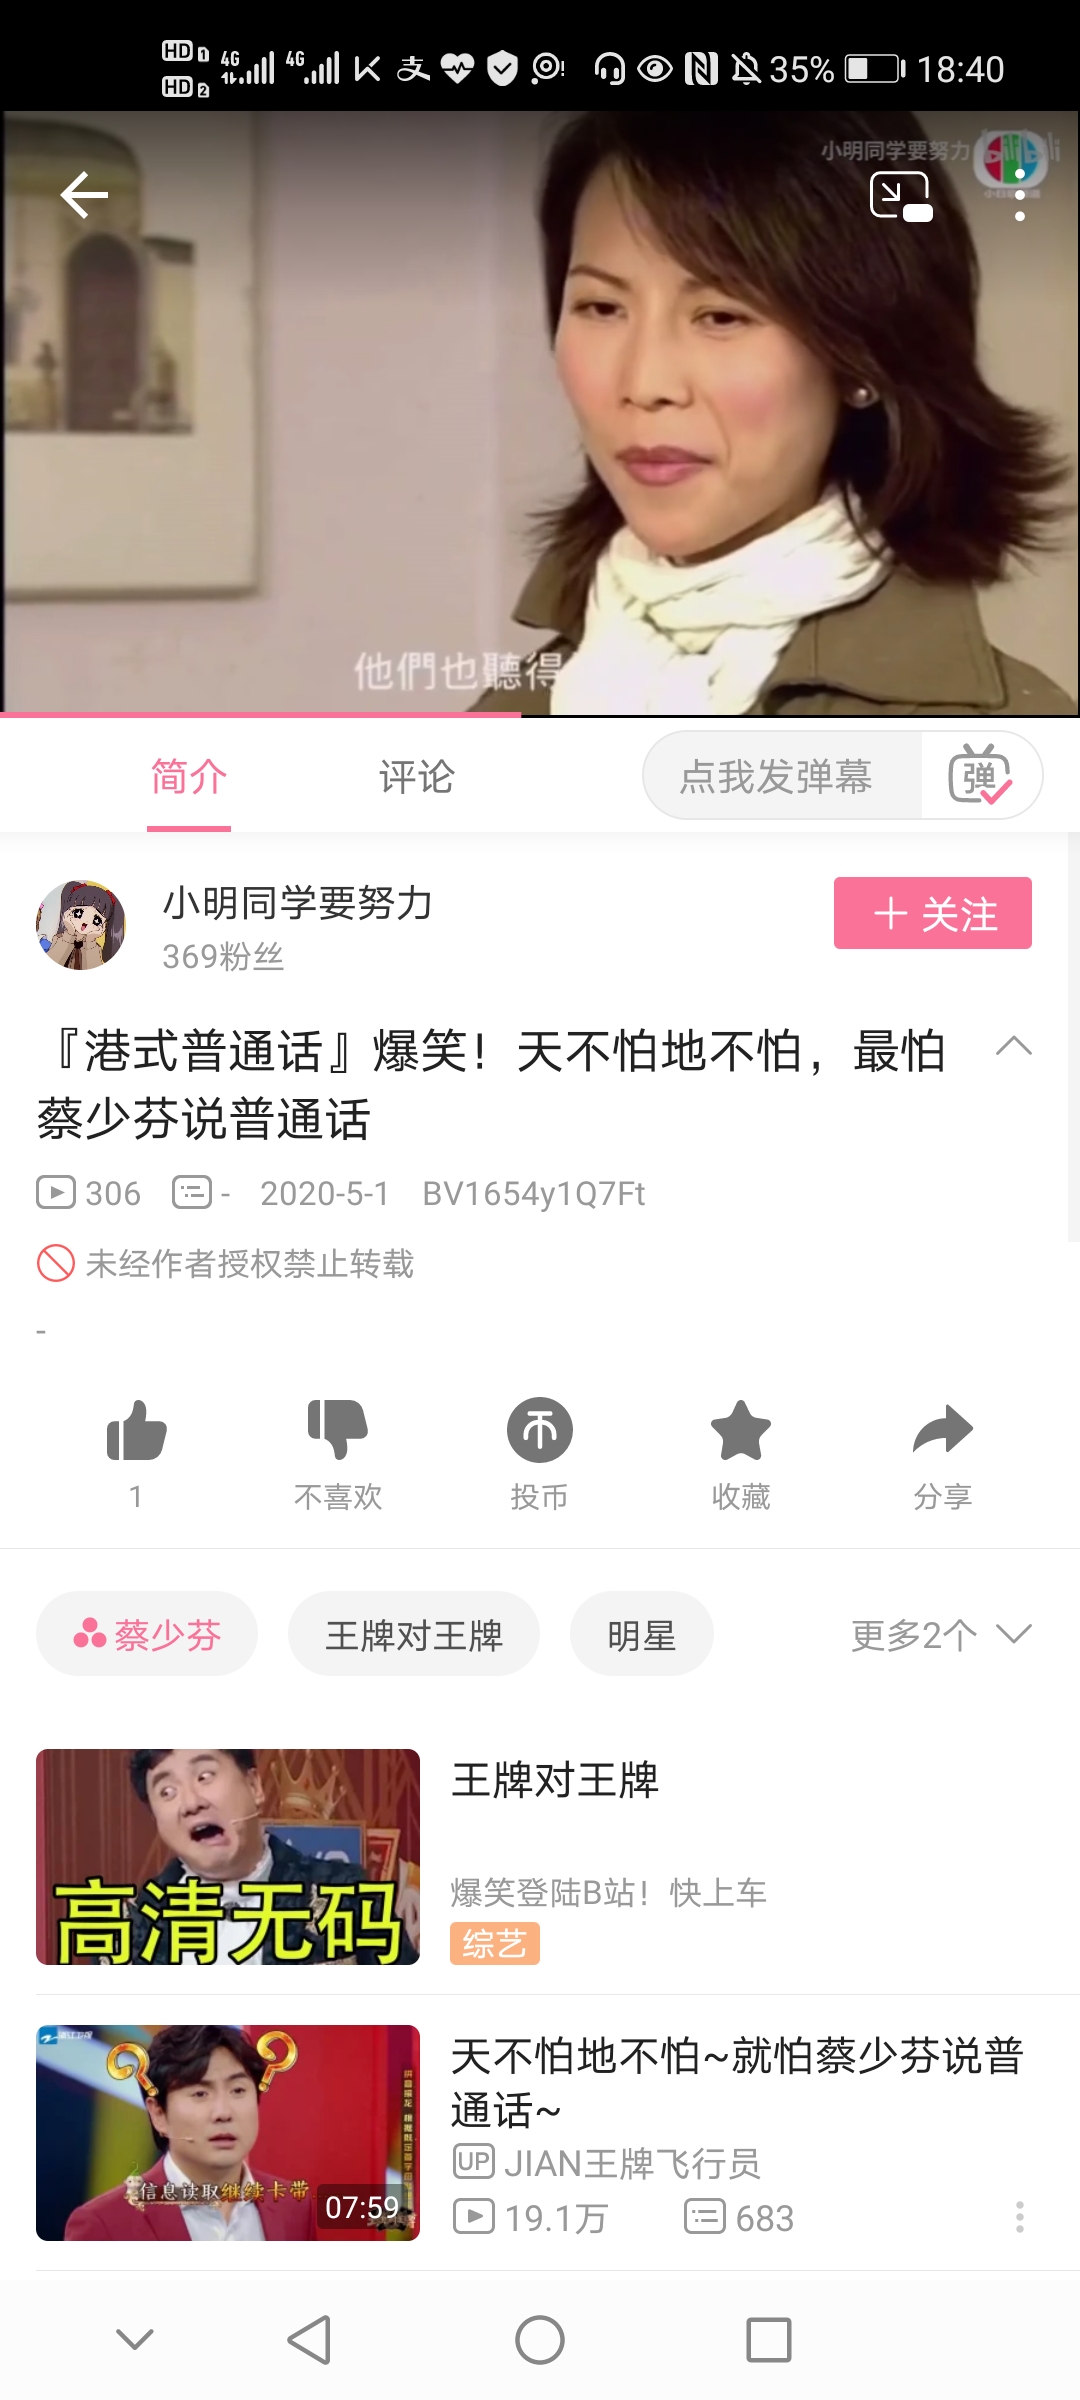 HD 1 4G 4G 35% 18:40
HD 2
小明同学要努力 bilibili
他們也聽得
简介 评论 点我发弹幕 弹
小明同学要努力
369粉丝
关注
『港式普通话』爆笑！天不怕地不怕，最怕
蔡少芬说普通话
306 - 2020-5-1 BV1654y1Q7Ft
未经作者授权禁止转载
-
1 不喜欢 投币 收藏 分享
蔡少芬 王牌对王牌 明星 更多2个
高清无码
王牌对王牌
爆笑登陆B站！快上车
综艺
信息读取继续卡带
07:59
天不怕地不怕~就怕蔡少芬说普
通话~
UP JIAN王牌飞行员
19.1万 683